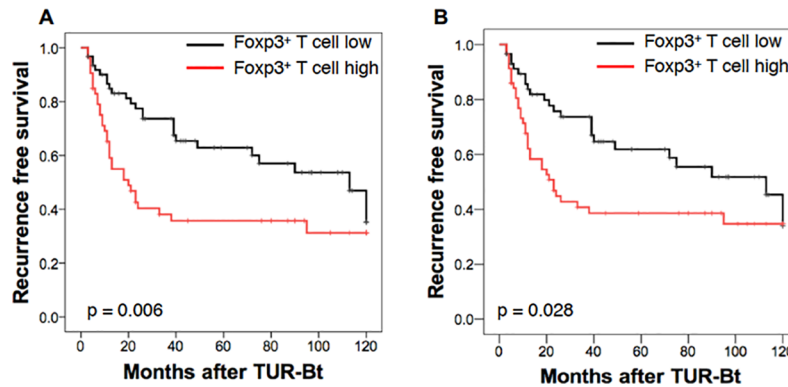 A
Foxp3+ T cell low
Foxp3+ T cell high
Recurrence free survival
1.0
0.8
0.6
0.4
0.2
0.0
p = 0.006
0 20 40 60 80 100 120
Months after TUR-Bt
B
Foxp3+ T cell low
Foxp3+ T cell high
Recurrence free survival
1.0
0.8
0.6
0.4
0.2
0.0
p = 0.028
0 20 40 60 80 100 120
Months after TUR-Bt